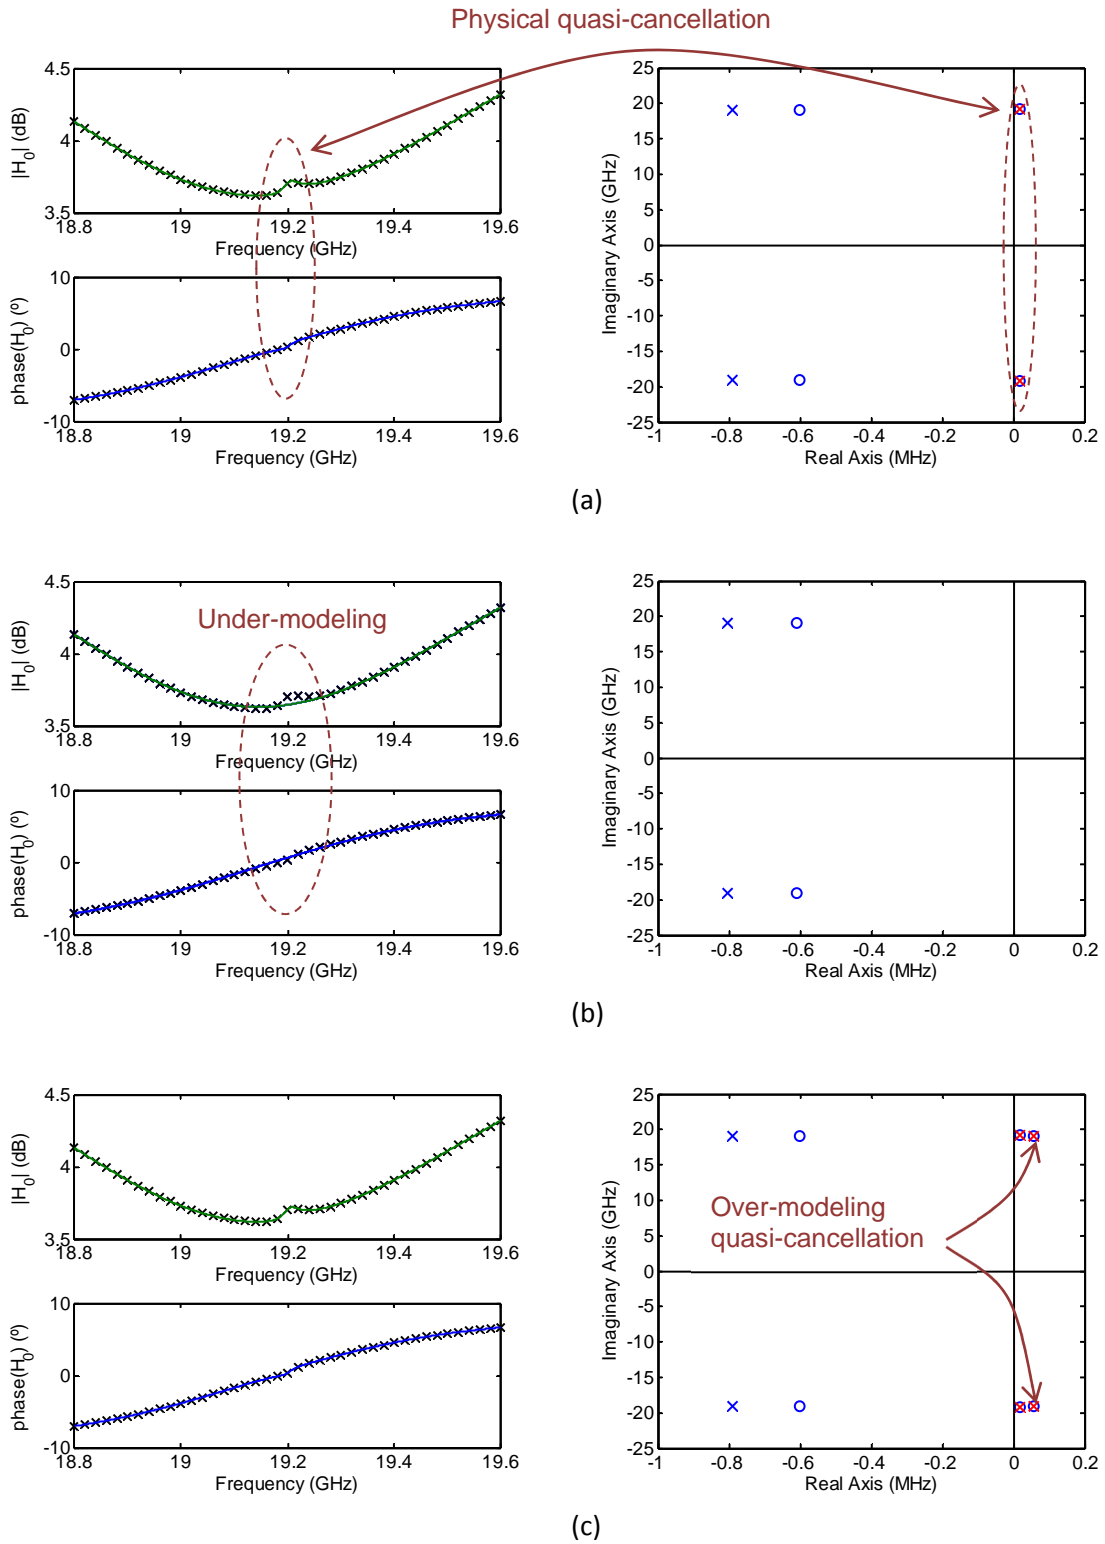 Physical quasi-cancellation
4.5
4
3.5
|H0| (dB)
18.8 19 19.2 19.4 19.6
Frequency (GHz)
10
0
-10
phase(H0) (º)
18.8 19 19.2 19.4 19.6
Frequency (GHz)
25
20
15
10
5
0
-5
-10
-15
-20
-25
Imaginary Axis (GHz)
-1 -0.8 -0.6 -0.4 -0.2 0 0.2
Real Axis (MHz)
(a)
4.5
4
3.5
|H0| (dB)
Under-modeling
18.8 19 19.2 19.4 19.6
Frequency (GHz)
10
0
-10
phase(H0) (º)
18.8 19 19.2 19.4 19.6
Frequency (GHz)
25
20
15
10
5
0
-5
-10
-15
-20
-25
Imaginary Axis (GHz)
-1 -0.8 -0.6 -0.4 -0.2 0 0.2
Real Axis (MHz)
(b)
4.5
4
3.5
|H0| (dB)
18.8 19 19.2 19.4 19.6
Frequency (GHz)
10
0
-10
phase(H0) (º)
18.8 19 19.2 19.4 19.6
Frequency (GHz)
25
20
15
10
5
0
-5
-10
-15
-20
-25
Imaginary Axis (GHz)
Over-modeling
quasi-cancellation
-1 -0.8 -0.6 -0.4 -0.2 0 0.2
Real Axis (MHz)
(c)